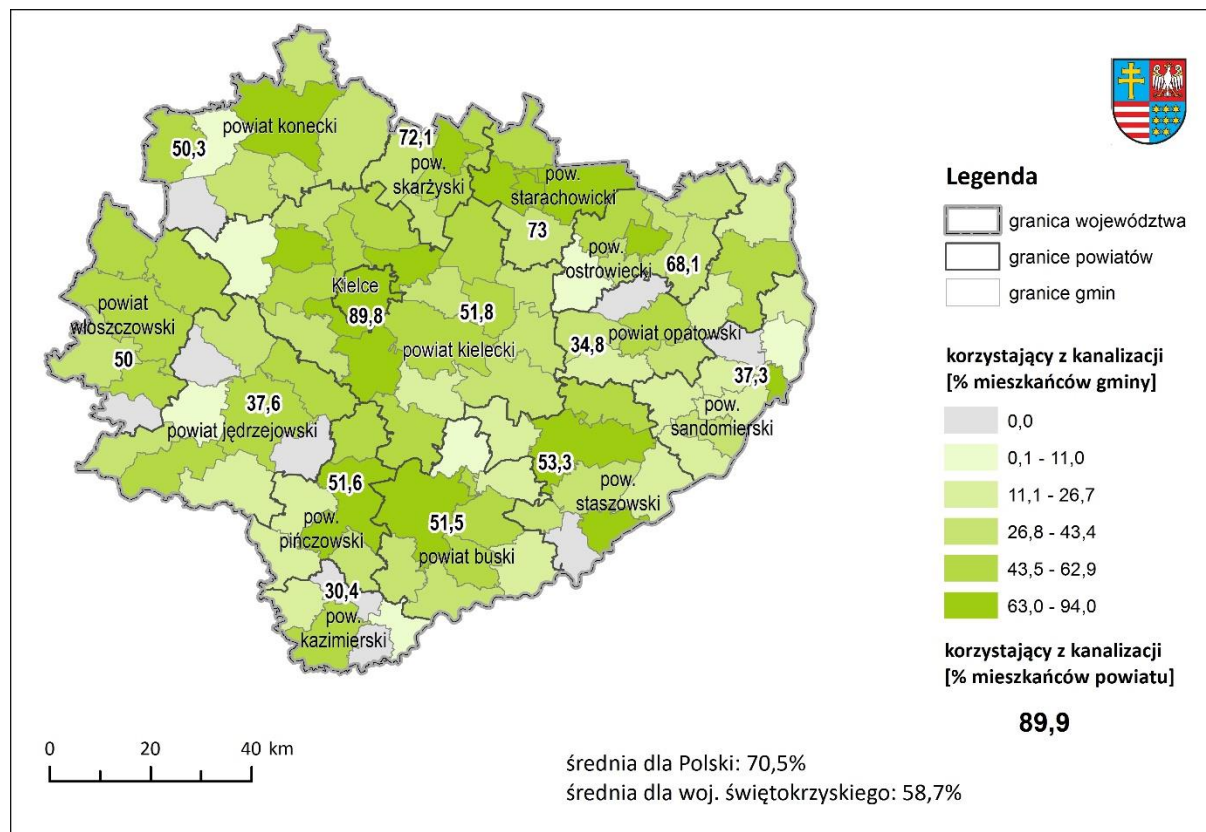 powiat konecki
50,3
72,1
pow.
skarżyski
pow.
starachowicki
73
pow.
ostrowiecki
68,1
Kielce
89,8
51,8
powiat kielecki
powiat
włoszczowski
50
34,8
powiat opatowski
37,3
pow.
sandomierski
37,6
powiat jędrzejowski
53,3
pow.
staszowski
51,6
pow.
pińczowski
51,5
powiat buski
30,4
pow.
kazimierski
Legenda
granica województwa
granice powiatów
granice gmin
korzystający z kanalizacji
[% mieszkańców gminy]
0,0
0,1 - 11,0
11,1 - 26,7
26,8 - 43,4
43,5 - 62,9
63,0 - 94,0
korzystający z kanalizacji
[% mieszkańców powiatu]
89,9
0 20 40 km
średnia dla Polski: 70,5%
średnia dla woj. świętokrzyskiego: 58,7%